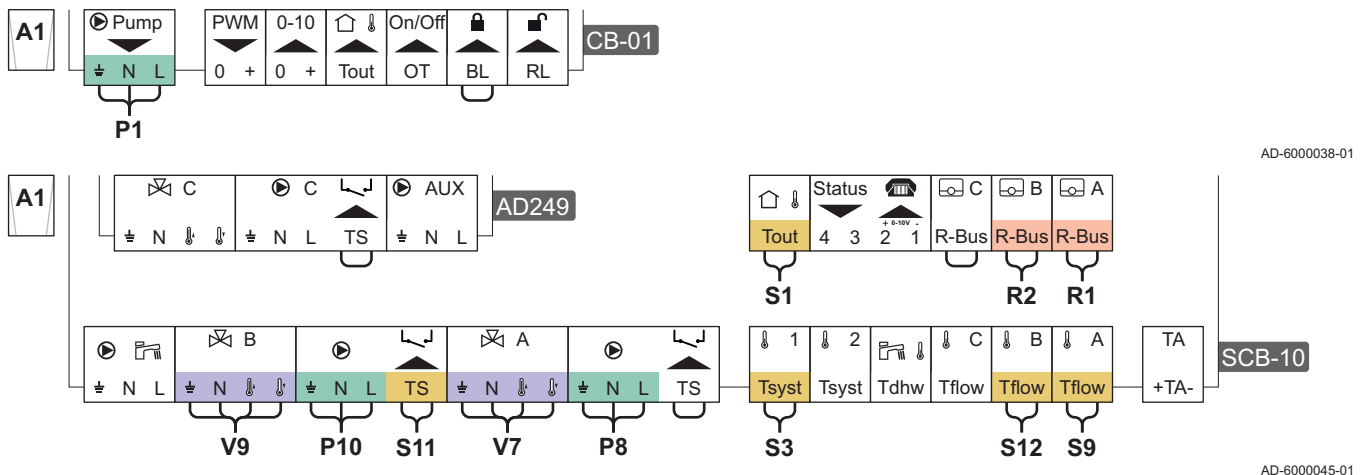 A1 Pump PWM 0-10 On/Off CB-01
N L 0 + 0 + Tout OT BL RL
P1
AD-6000038-01
A1 C C AUX AD249 Status C B A
+ 0-10V -
N N L TS N L Tout 4 3 2 1 R-Bus R-Bus R-Bus
S1 R2 R1
B A 1 2 C B A TA SCB-10
N L N N L TS N N L TS Tsyst Tsyst Tdhw Tflow Tflow Tflow +TA-
V9 P10 S11 V7 P8 S3 S12 S9
AD-6000045-01